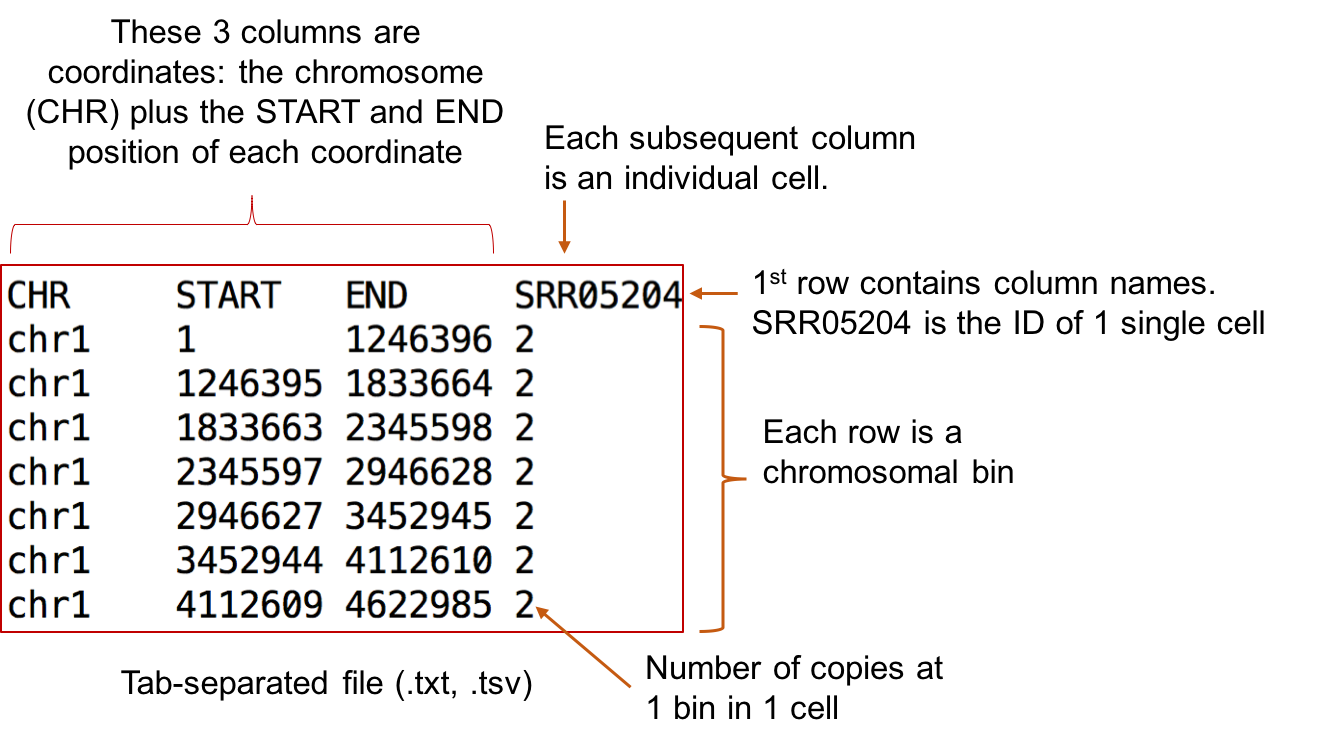 These 3 columns are
coordinates: the chromosome
(CHR) plus the START and END
position of each coordinate
Each subsequent column
is an individual cell.
CHR START END SRR05204
chr1 1 1246396 2
chr1 1246395 1833664 2
chr1 1833663 2345598 2
chr1 2345597 2946628 2
chr1 2946627 3452945 2
chr1 3452944 4112610 2
chr1 4112609 4622985 2
1st row contains column names.
SRR05204 is the ID of 1 single cell
Each row is a
chromosomal bin
Number of copies at
1 bin in 1 cell
Tab-separated file (.txt, .tsv)